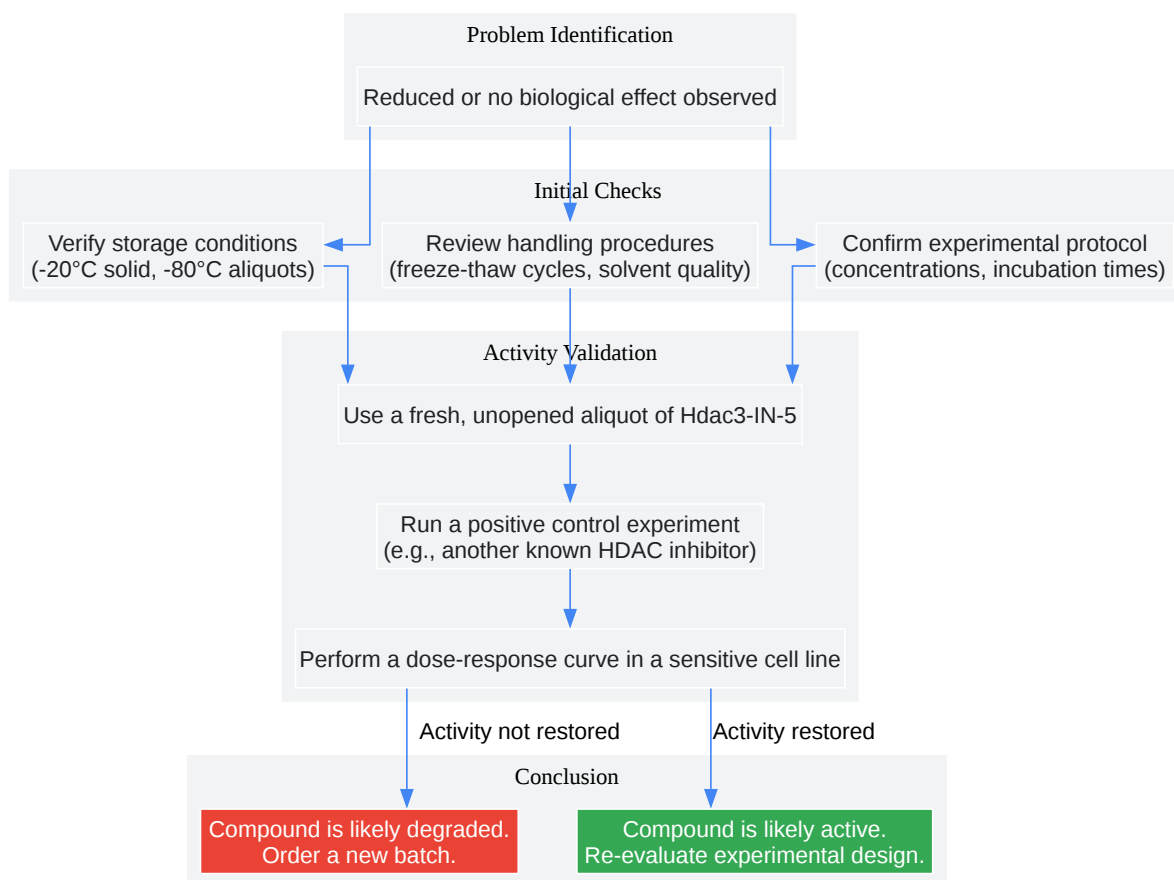 Problem Identification
Reduced or no biological effect observed
Initial Checks
Verify storage conditions
(-20°C solid, -80°C aliquots)
Review handling procedures
(freeze-thaw cycles, solvent quality)
Confirm experimental protocol
(concentrations, incubation times)
Activity Validation
Use a fresh, unopened aliquot of Hdac3-IN-5
Run a positive control experiment
(e.g., another known HDAC inhibitor)
Perform a dose-response curve in a sensitive cell line
Activity not restored
Activity restored
Conclusion
Compound is likely degraded.
Order a new batch.
Compound is likely active.
Re-evaluate experimental design.